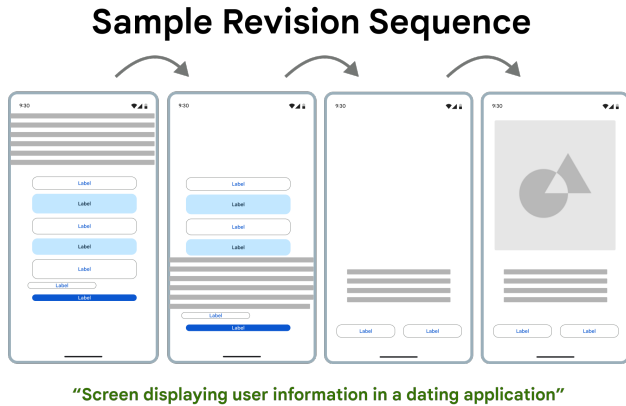 Sample Revision Sequence
9:30
Label
Label
Label
Label
Label
Label
Label
9:30
Label
Label
Label
Label
Label
Label
9:30
Label Label
9:30
Label Label
“Screen displaying user information in a dating application”